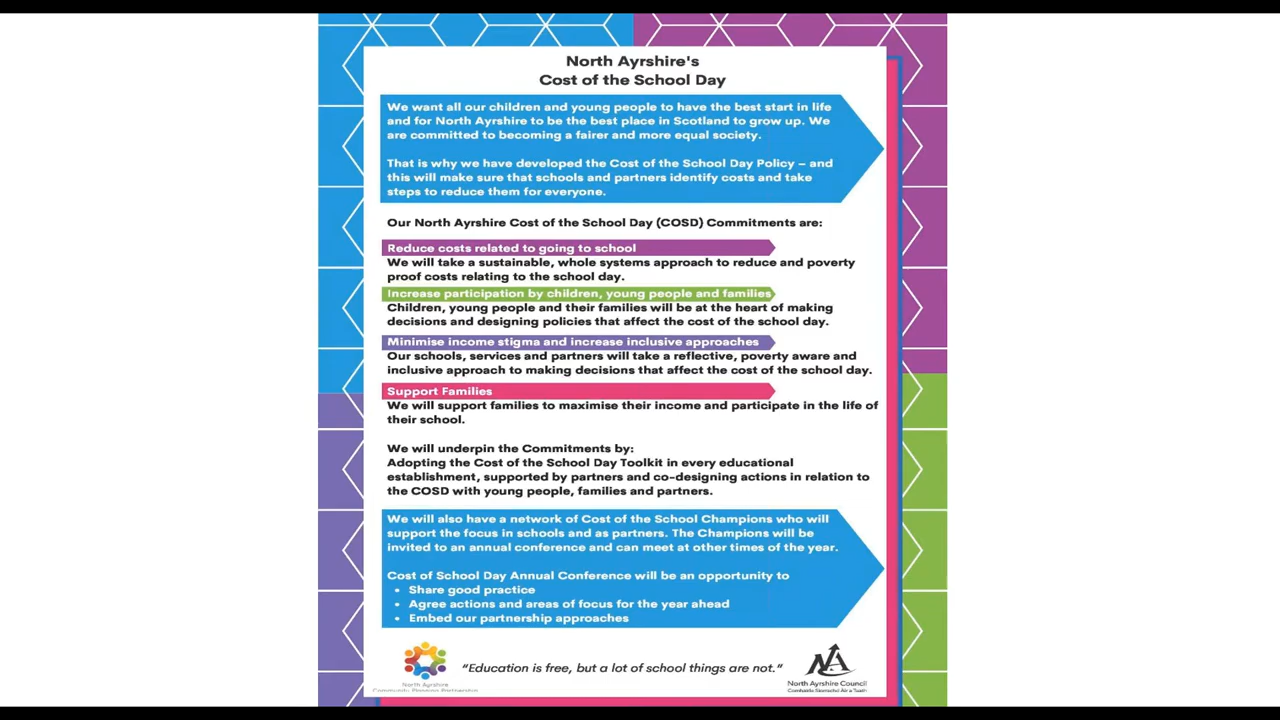 North Ayrshire's
Cost of the School Day
We want all our children and young people to have the best start in life
and for North Ayrshire to be the best place in Scotland to grow up. We
are committed to becoming a fairer and more equal society.
That is why we have developed the Cost of the School Day Policy – and
this will make sure that schools and partners identify costs and take
steps to reduce them for everyone.
Our North Ayrshire Cost of the School Day (COSD) Commitments are:
Reduce costs related to going to school
We will take a sustainable, whole systems approach to reduce and poverty
proof costs relating to the school day.
Increase participation by children, young people and families
Children, young people and their families will be at the heart of making
decisions and designing policies that affect the cost of the school day.
Minimise income stigma and increase inclusive approaches
Our schools, services and partners will take a reflective, poverty aware and
inclusive approach to making decisions that affect the cost of the school day.
Support Families
We will support families to maximise their income and participate in the life of
their school.
We will underpin the Commitments by:
Adopting the Cost of the School Day Toolkit in every educational
establishment, supported by partners and co-designing actions in relation to
the COSD with young people, families and partners.
We will also have a network of Cost of the School Champions who will
support the focus in schools and as partners. The Champions will be
invited to an annual conference and can meet at other times of the year.
Cost of School Day Annual Conference will be an opportunity to
• Share good practice
• Agree actions and areas of focus for the year ahead
• Embed our partnership approaches
"Education is free, but a lot of school things are not."
North Ayrshire
Community Planning Partnership
North Ayrshire Council
Comhairle Siorrachd Àir a Tuath